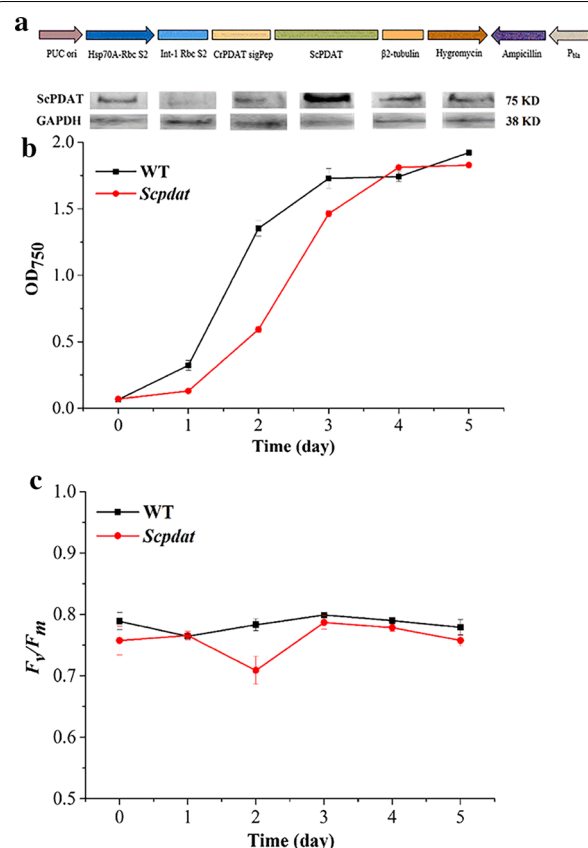 a
PUC ori Hsp70A-Rbc S2 Int-1 Rbc S2 CrPDAT sigPep ScPDAT β2-tubulin Hygromycin Ampicillin Pbla
ScPDAT 75 KD
GAPDH 38 KD
b
2.0
1.5
1.0
0.5
0.0
OD750
WT
Scpdat
0 1 2 3 4 5
Time (day)
c
1.0
0.9
0.8
0.7
0.6
0.5
Fv/Fm
WT
Scpdat
0 1 2 3 4 5
Time (day)